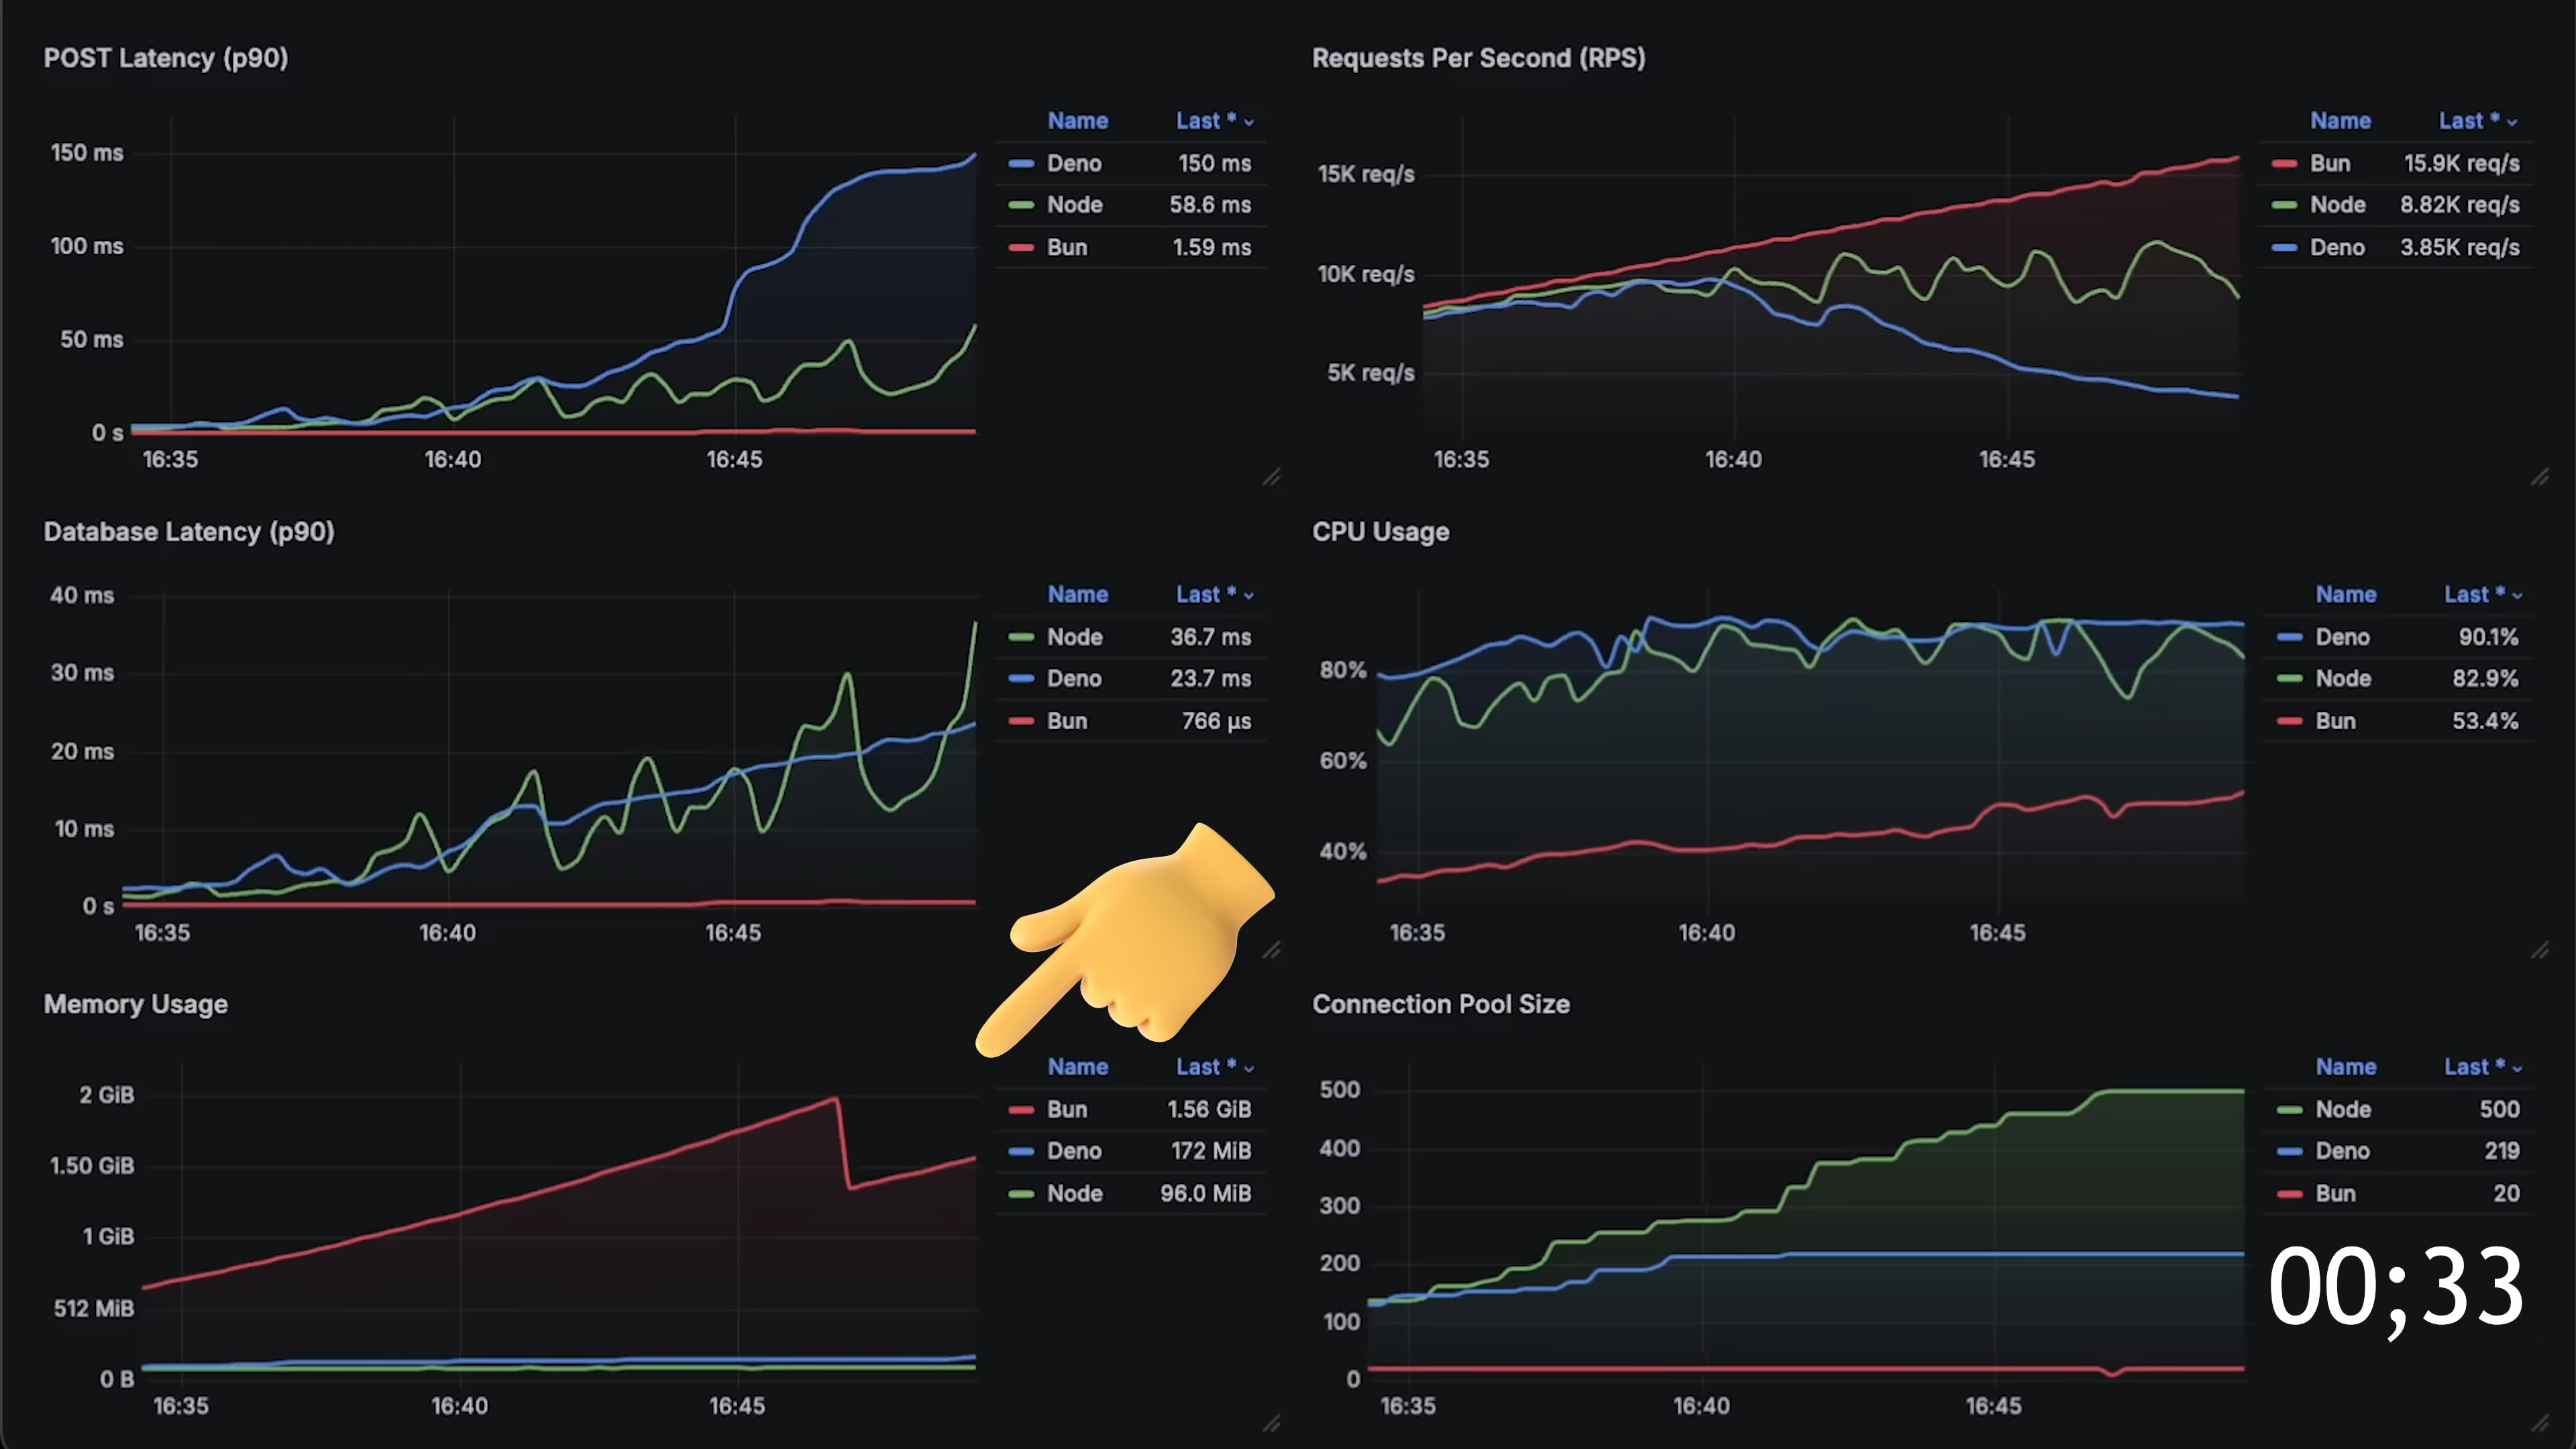 POST Latency (p90)
Name Last *
150 ms
100 ms
50 ms
0 s
16:35 16:40 16:45
Deno 150 ms
Node 58.6 ms
Bun 1.59 ms
Requests Per Second (RPS)
Name Last *
15K req/s
10K req/s
5K req/s
16:35 16:40 16:45
Bun 15.9K req/s
Node 8.82K req/s
Deno 3.85K req/s
Database Latency (p90)
Name Last *
40 ms
30 ms
20 ms
10 ms
0 s
16:35 16:40 16:45
Node 36.7 ms
Deno 23.7 ms
Bun 766 µs
CPU Usage
Name Last *
80%
60%
40%
16:35 16:40 16:45
Deno 90.1%
Node 82.9%
Bun 53.4%
Memory Usage
Name Last *
2 GiB
1.50 GiB
1 GiB
512 MiB
0 B
16:35 16:40 16:45
Bun 1.56 GiB
Deno 172 MiB
Node 96.0 MiB
Connection Pool Size
Name Last *
500
400
300
200
100
0
16:35 16:40 16:45
Node 500
Deno 219
Bun 20
00;33